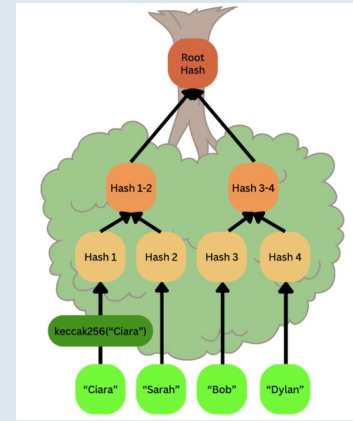 Root
Hash
Hash 1-2
Hash 3-4
Hash 1
Hash 2
Hash 3
Hash 4
keccak256("Ciara")
"Ciara"
"Sarah"
"Bob"
"Dylan"